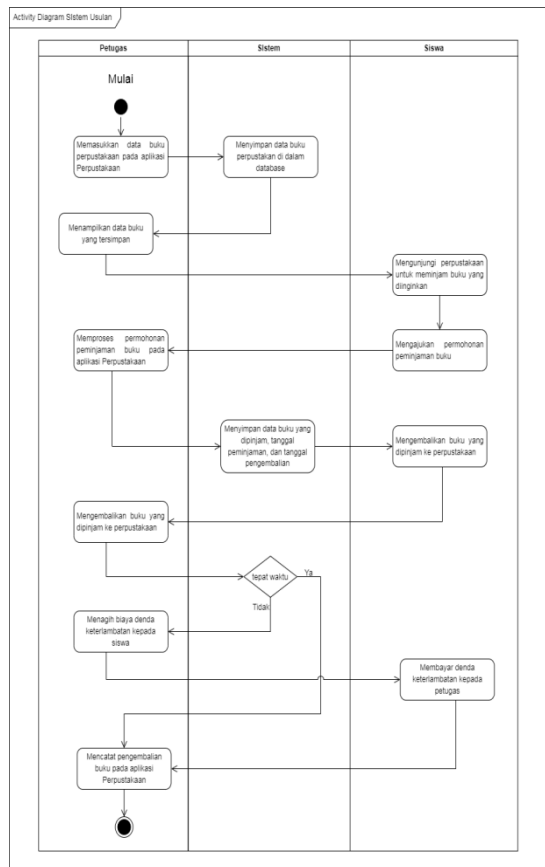 Activity Diagram SIstem Usulan
Petugas
SIstem
Siswa
Mulai
Memasukkan data buku
perpustakaan pada aplikasi
Perpustakaan
Menyimpan data buku
perpustakan di dalam
database
Menampilkan data buku
yang tersimpan
Mengunjungi perpustakaan
untuk meminjam buku yang
diinginkan
Memproses permohonan
peminjaman buku pada
aplikasi Perpustakaan
Mengajukan permohonan
peminjaman buku
Menyimpan data buku yang
dipinjam, tanggal
peminjaman, dan tanggal
pengembalian
Mengembalikan buku yang
dipinjam ke perpustakaan
Mengembalikan buku yang
dipinjam ke perpustakaan
tepat waktu
Ya
Tidak
Menagih biaya denda
keterlambatan kepada
siswa
Membayar denda
keterlambatan kepada
petugas
Mencatat pengembalian
buku pada aplikasi
Perpustakaan